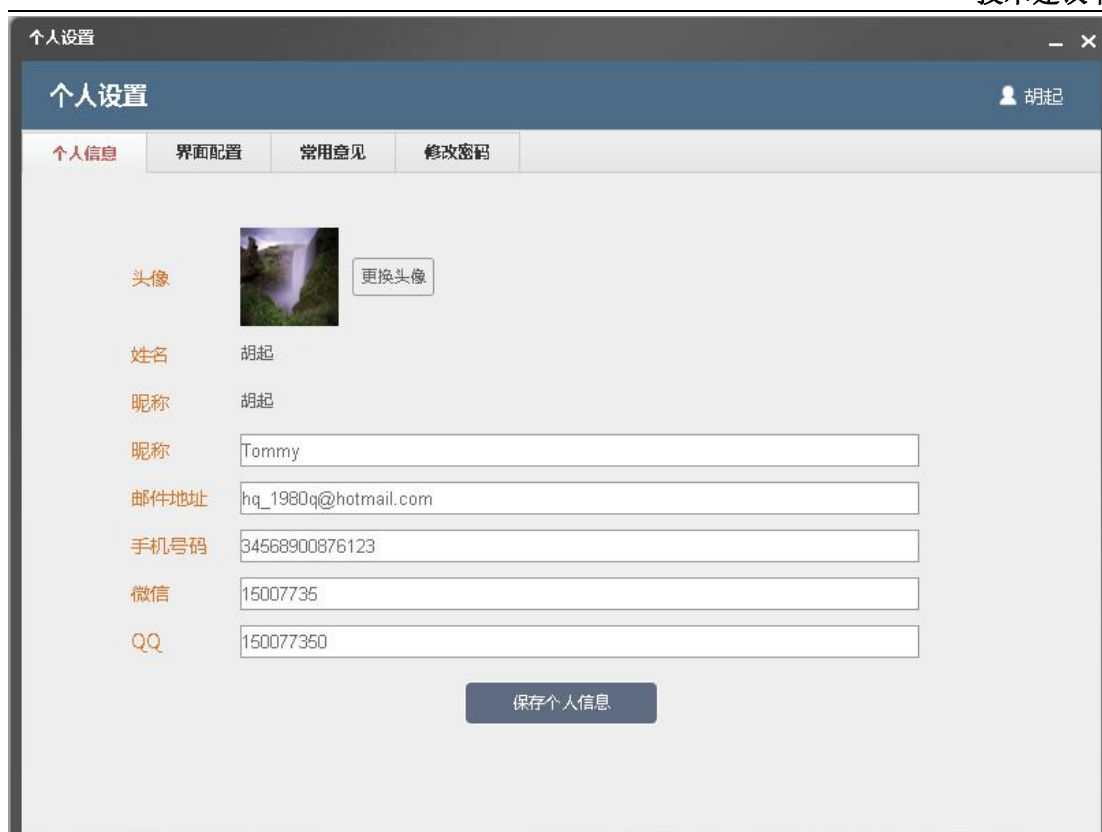 个人设置
个人设置
胡起
个人信息 界面配置 常用意见 修改密码
头像 更换头像
姓名 胡起
昵称 胡起
昵称 Tommy
邮件地址 hq_1980q@hotmail.com
手机号码 34568900876123
微信 15007735
QQ 150077350
保存个人信息